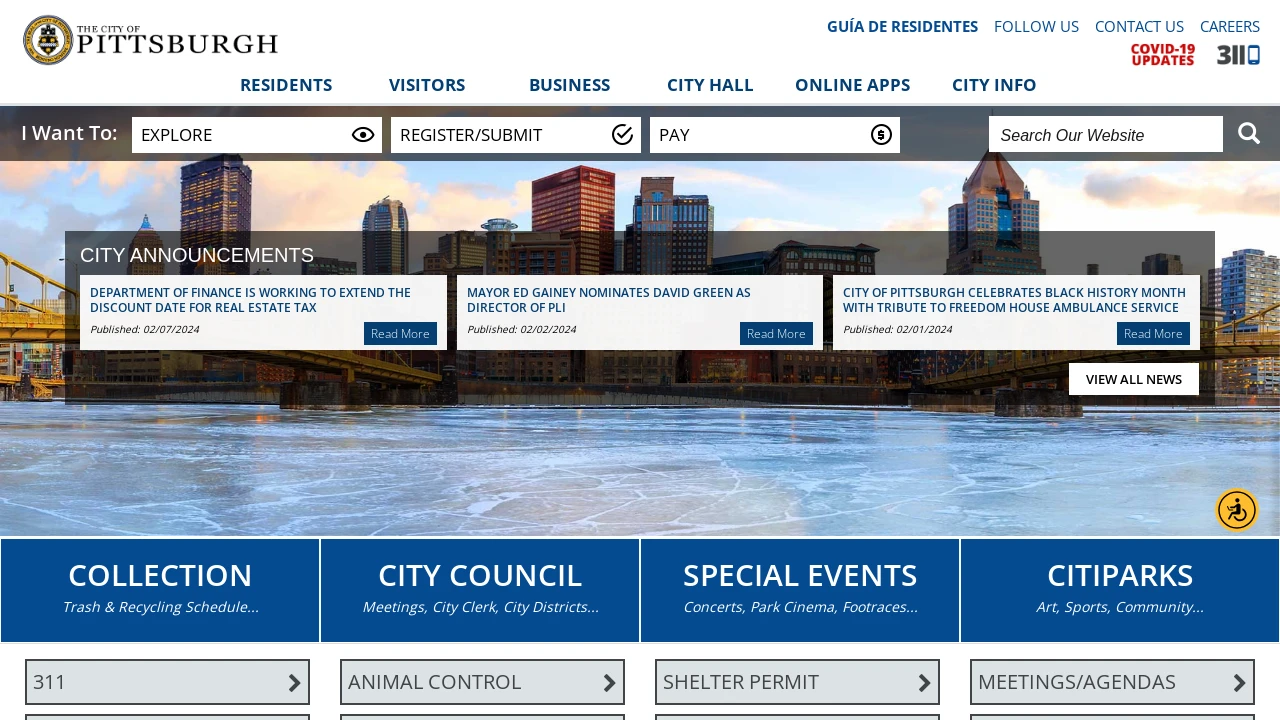 THE CITY OF
PITTSBURGH
GUÍA DE RESIDENTES FOLLOW US CONTACT US CAREERS
COVID-19
UPDATES
311
RESIDENTS VISITORS BUSINESS CITY HALL ONLINE APPS CITY INFO
I Want To: EXPLORE REGISTER/SUBMIT PAY Search Our Website
CITY ANNOUNCEMENTS
DEPARTMENT OF FINANCE IS WORKING TO EXTEND THE
DISCOUNT DATE FOR REAL ESTATE TAX
Published: 02/07/2024
Read More
MAYOR ED GAINEY NOMINATES DAVID GREEN AS
DIRECTOR OF PLI
Published: 02/02/2024
Read More
CITY OF PITTSBURGH CELEBRATES BLACK HISTORY MONTH
WITH TRIBUTE TO FREEDOM HOUSE AMBULANCE SERVICE
Published: 02/01/2024
Read More
VIEW ALL NEWS
COLLECTION
Trash & Recycling Schedule...
CITY COUNCIL
Meetings, City Clerk, City Districts...
SPECIAL EVENTS
Concerts, Park Cinema, Footraces...
CITIPARKS
Art, Sports, Community...
311
ANIMAL CONTROL
SHELTER PERMIT
MEETINGS/AGENDAS